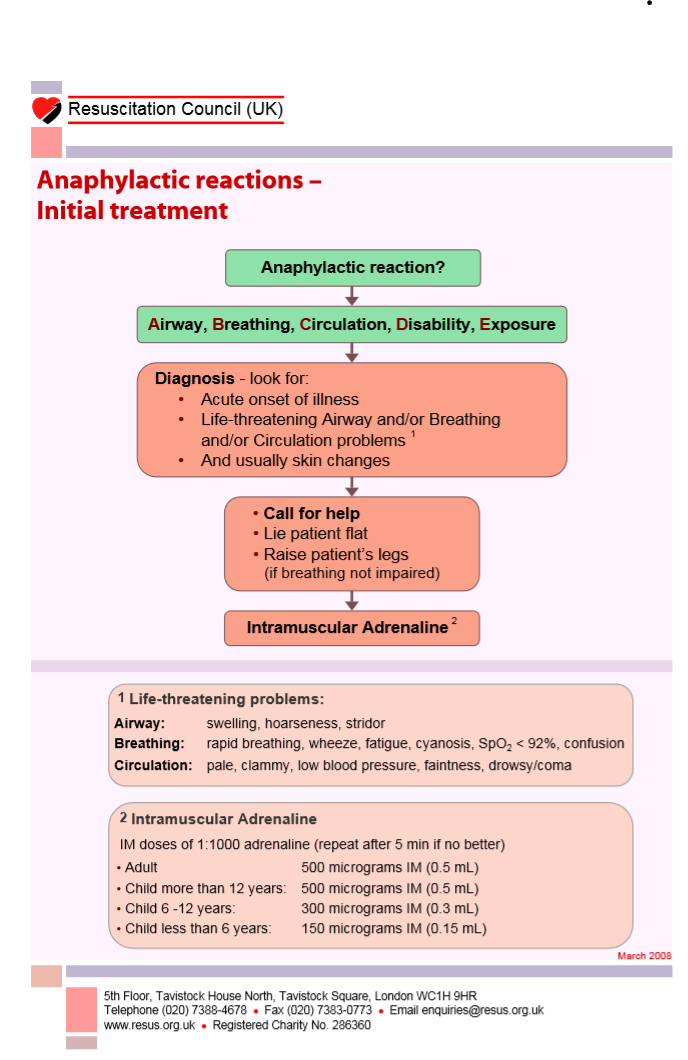 Resuscitation Council (UK)
Anaphylactic reactions –
Initial treatment
Anaphylactic reaction?
Airway, Breathing, Circulation, Disability, Exposure
Diagnosis - look for:
• Acute onset of illness
• Life-threatening Airway and/or Breathing
and/or Circulation problems 1
• And usually skin changes
• Call for help
• Lie patient flat
• Raise patient's legs
(if breathing not impaired)
Intramuscular Adrenaline 2
1 Life-threatening problems:
Airway: swelling, hoarseness, stridor
Breathing: rapid breathing, wheeze, fatigue, cyanosis, SpO2 < 92%, confusion
Circulation: pale, clammy, low blood pressure, faintness, drowsy/coma
2 Intramuscular Adrenaline
IM doses of 1:1000 adrenaline (repeat after 5 min if no better)
• Adult 500 micrograms IM (0.5 mL)
• Child more than 12 years: 500 micrograms IM (0.5 mL)
• Child 6 -12 years: 300 micrograms IM (0.3 mL)
• Child less than 6 years: 150 micrograms IM (0.15 mL)
March 2008
5th Floor, Tavistock House North, Tavistock Square, London WC1H 9HR
Telephone (020) 7388-4678 • Fax (020) 7383-0773 • Email enquiries@resus.org.uk
www.resus.org.uk • Registered Charity No. 286360